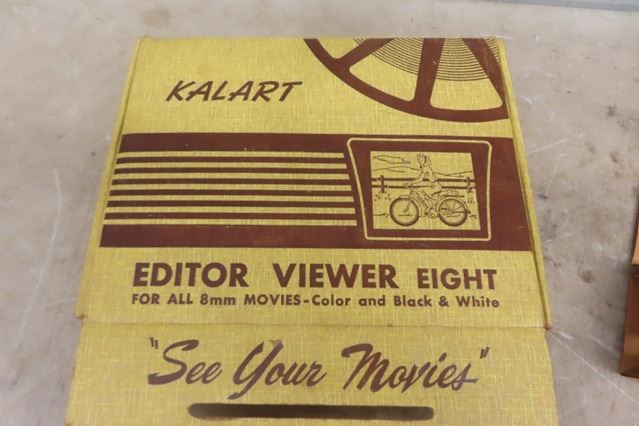 KALART
EDITOR VIEWER EIGHT
FOR ALL 8mm MOVIES-Color and Black & White
"See Your Movies"